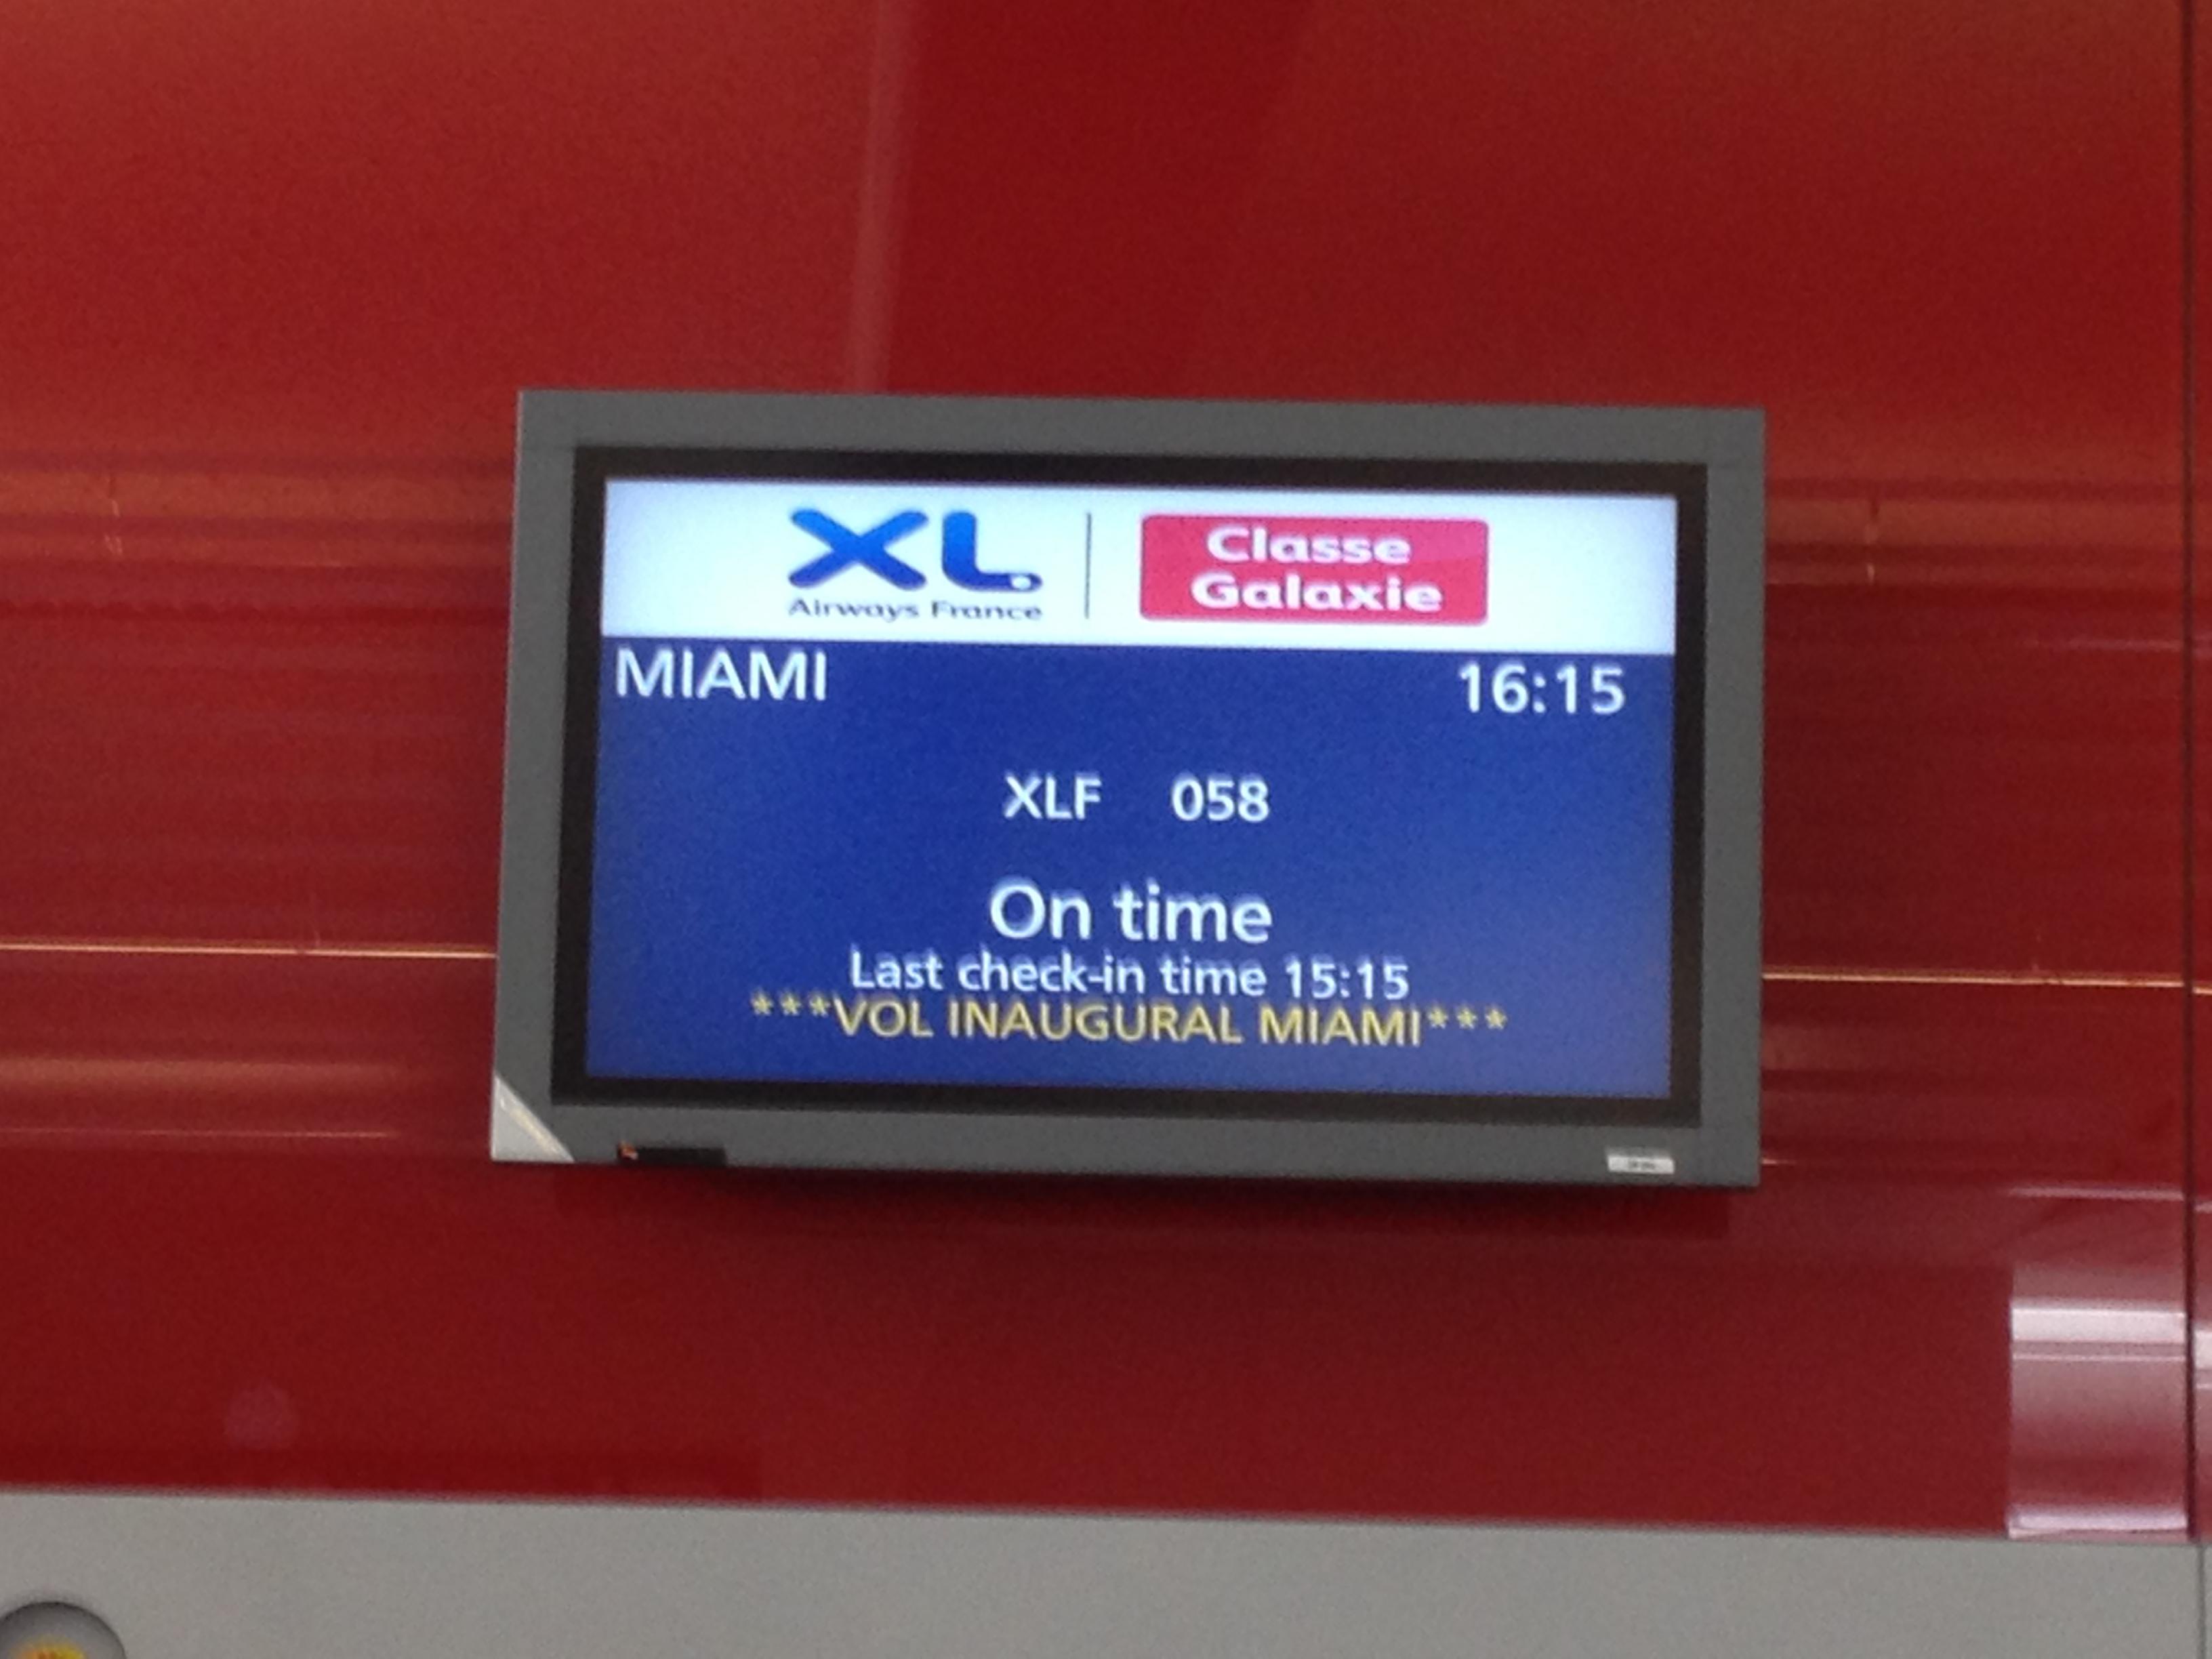 XL
Airways France
Classe
Galaxie
MIAMI 16:15
XLF 058
On time
Last check-in time 15:15
***VOL INAUGURAL MIAMI***